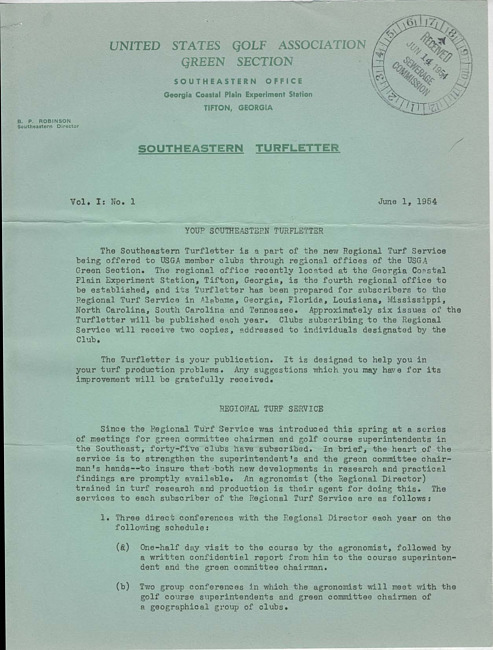 UNITED STATES GOLF ASSOCIATION
GREEN SECTION
SOUTHEASTERN OFFICE
Georgia Coastal Plain Experiment Station
TIFTON, GEORGIA
RECEIVED
JUN 14 1954
SEWERAGE
COMMISSION
B. P. ROBINSON
Southeastern Director
SOUTHEASTERN TURFLETTER
Vol. I: No. 1 June 1, 1954
YOUR SOUTHEASTERN TURFLETTER
The Southeastern Turfletter is a part of the new Regional Turf Service
being offered to USGA member clubs through regional offices of the USGA
Green Section. The regional office recently located at the Georgia Coastal
Plain Experiment Station, Tifton, Georgia, is the fourth regional office to
be established, and its Turfletter has been prepared for subscribers to the
Regional Turf Service in Alabama, Georgia, Florida, Louisiana, Mississippi,
North Carolina, South Carolina and Tennessee. Approximately six issues of the
Turfletter will be published each year. Clubs subscribing to the Regional
Service will receive two copies, addressed to individuals designated by the
Club.
The Turfletter is your publication. It is designed to help you in
your turf production problems. Any suggestions which you may have for its
improvement will be gratefully received.
REGIONAL TURF SERVICE
Since the Regional Turf Service was introduced this spring at a series
of meetings for green committee chairmen and golf course superintendents in
the Southeast, forty-five clubs have subscribed. In brief, the heart of the
service is to strengthen the superintendent's and the green committee chair-
man's hands--to insure that both new developments in research and practical
findings are promptly available. An agronomist (the Regional Director)
trained in turf research and production is their agent for doing this. The
services to each subscriber of the Regional Turf Service are as follows:
1. Three direct conferences with the Regional Director each year on the
following schedule:
(a) One-half day visit to the course by the agronomist, followed by
a written confidential report from him to the course superinten-
dent and the green committee chairman.
(b) Two group conferences in which the agronomist will meet with the
golf course superintendents and green committee chairmen of
a geographical group of clubs.